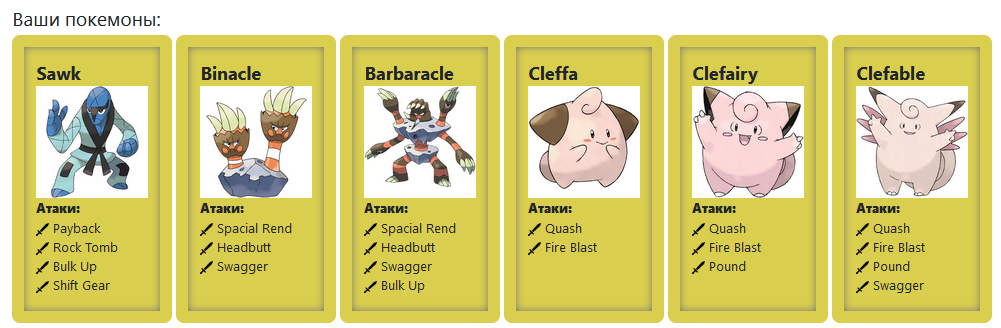 Ваши покемоны:
Sawk
Атаки:
Payback
Rock Tomb
Bulk Up
Shift Gear
Binacle
Атаки:
Spacial Rend
Headbutt
Swagger
Barbaracle
Атаки:
Spacial Rend
Headbutt
Swagger
Bulk Up
Cleffa
Атаки:
Quash
Fire Blast
Clefairy
Атаки:
Quash
Fire Blast
Pound
Clefable
Атаки:
Quash
Fire Blast
Pound
Swagger